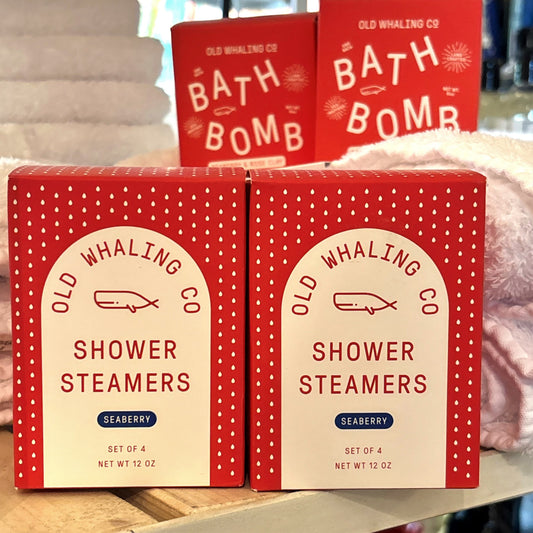 OLD WHALING CO
BATH
BOMB
OLD WHALING CO
BATH
BOMB
OLD WHALING CO
SHOWER
STEAMERS
SEABERRY
SET OF 4
NET WT 12 OZ
OLD WHALING CO
SHOWER
STEAMERS
SEABERRY
SET OF 4
NET WT 12 OZ